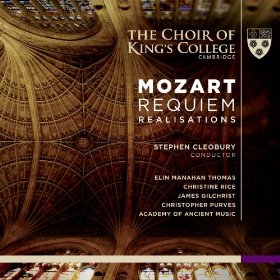 THE CHOIR OF
KING'S COLLEGE
CAMBRIDGE
MOZART
REQUIEM
REALISATIONS
STEPHEN CLEOBURY
CONDUCTOR
ELIN MANAHAN THOMAS
CHRISTINE RICE
JAMES GILCHRIST
CHRISTOPHER PURVES
ACADEMY OF ANCIENT MUSIC